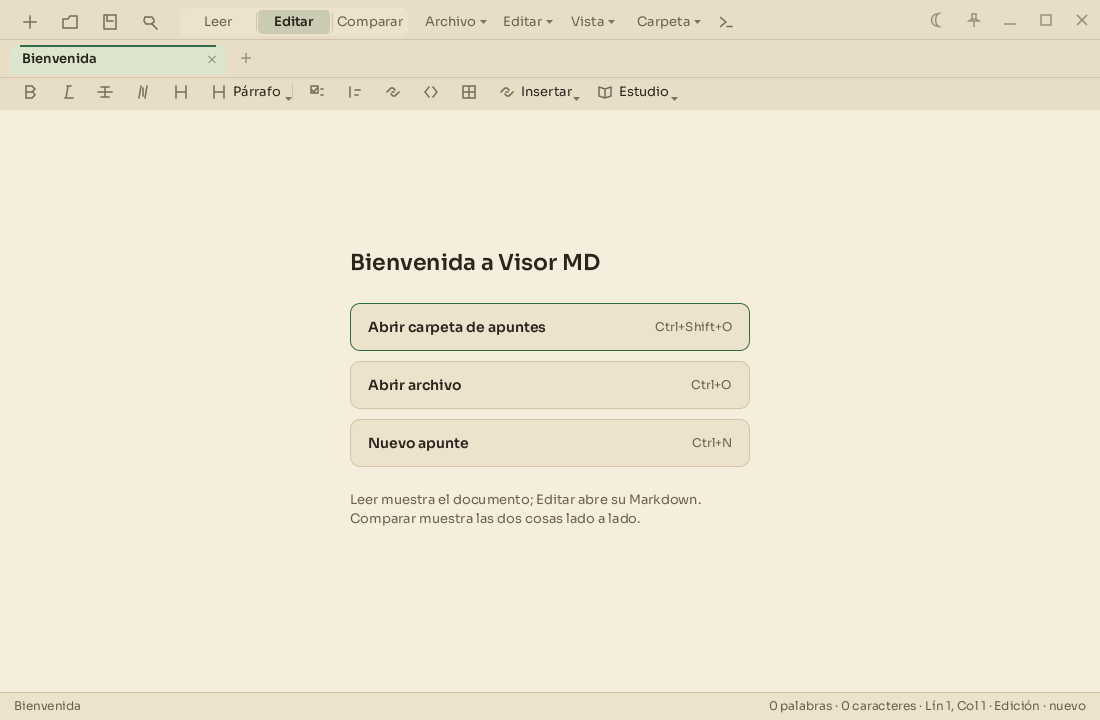 Leer Editar Comparar Archivo Editar Vista Carpeta
Bienvenida
Párrafo Insertar Estudio
Bienvenida a Visor MD
Abrir carpeta de apuntes Ctrl+Shift+O
Abrir archivo Ctrl+O
Nuevo apunte Ctrl+N
Leer muestra el documento; Editar abre su Markdown.
Comparar muestra las dos cosas lado a lado.
Bienvenida 0 palabras · 0 caracteres · Lín 1, Col 1 · Edición · nuevo